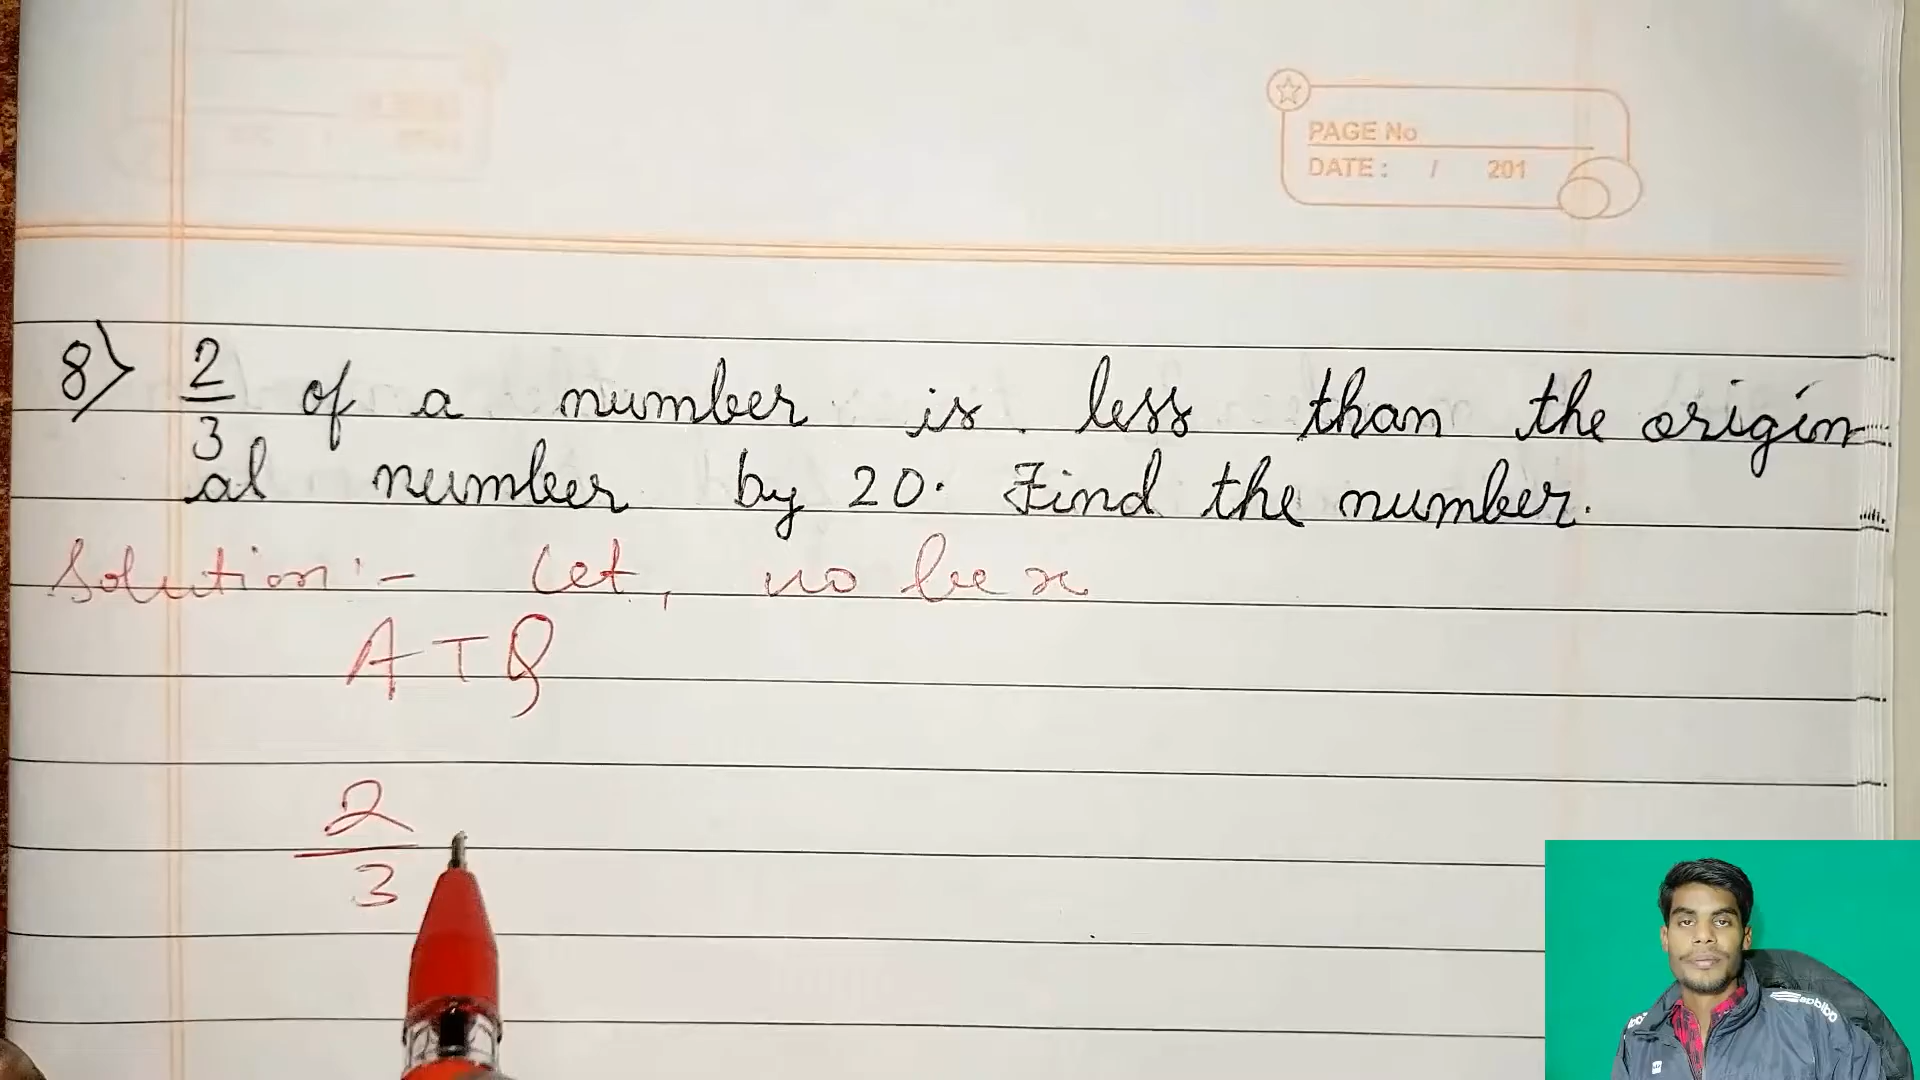 PAGE No
DATE : / 201
8) 2/3 of a number is less than the origin
al number by 20. Find the number.
Solution:- Let, no be x
ATQ
2/3
adidas